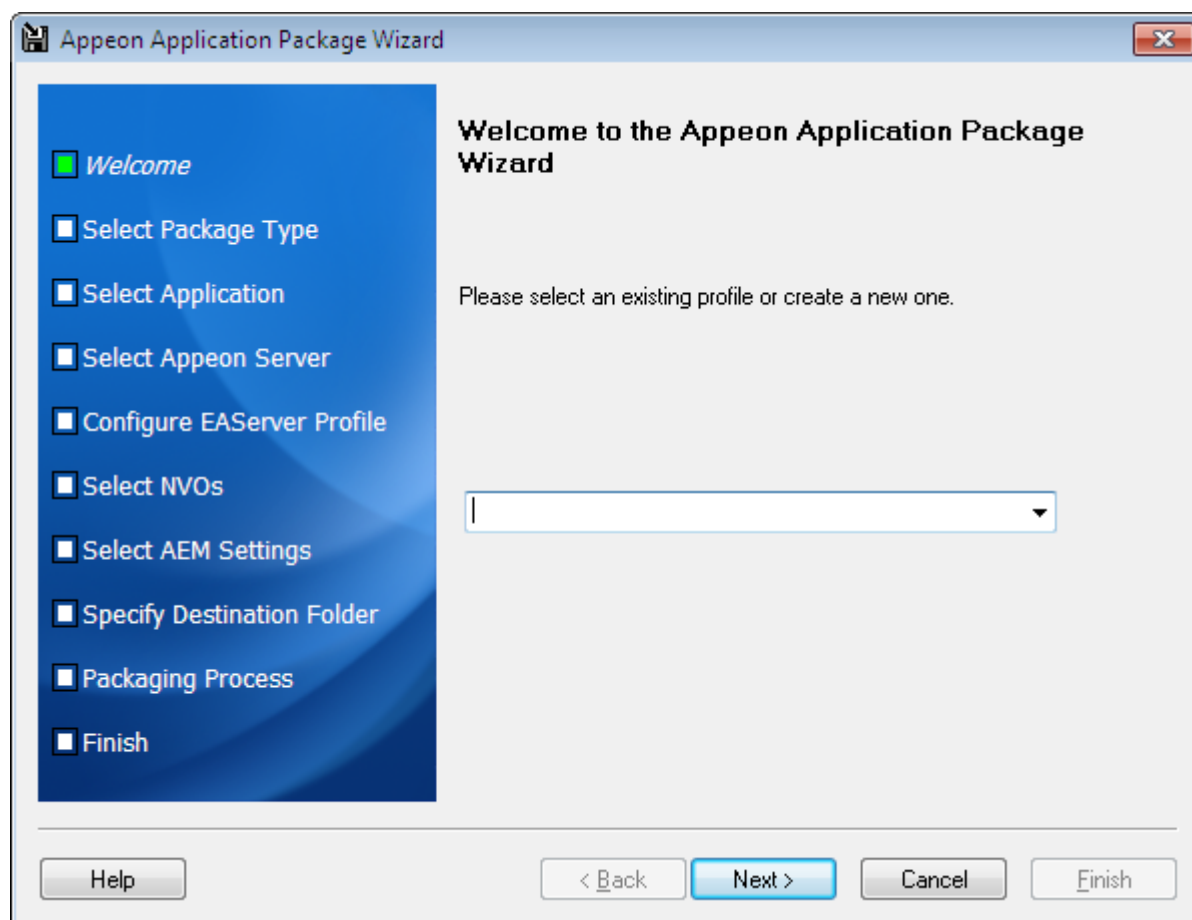 Appeon Application Package Wizard
Welcome
Select Package Type
Select Application
Select Appeon Server
Configure EAServer Profile
Select NVOs
Select AEM Settings
Specify Destination Folder
Packaging Process
Finish
Welcome to the Appeon Application Package
Wizard
Please select an existing profile or create a new one.
Help
< Back
Next >
Cancel
Finish